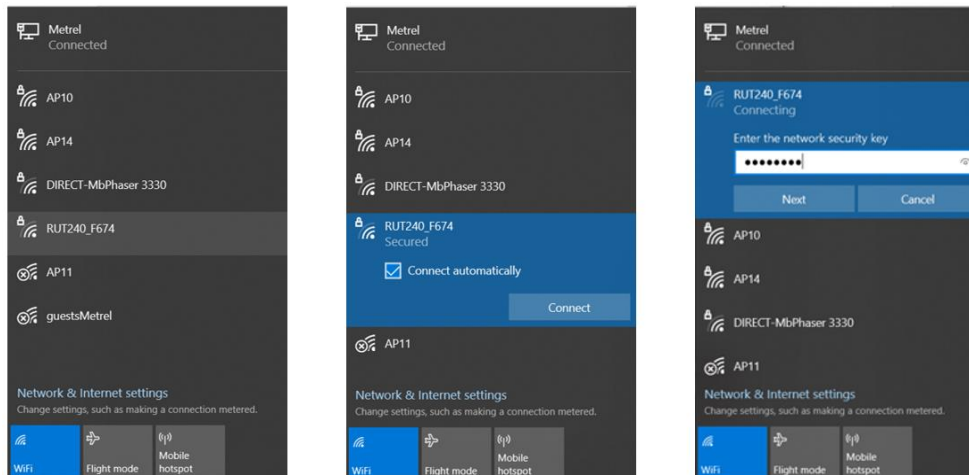 Metrel
Connected
AP10
AP14
DIRECT-MbPhaser 3330
RUT240_F674
AP11
guestsMetrel
Network & Internet settings
Change settings, such as making a connection metered.
WiFi
Flight mode
Mobile
hotspot
Metrel
Connected
AP10
AP14
DIRECT-MbPhaser 3330
RUT240_F674
Secured
Connect automatically
Connect
AP11
Network & Internet settings
Change settings, such as making a connection metered.
WiFi
Flight mode
Mobile
hotspot
Metrel
Connected
RUT240_F674
Connecting
Enter the network security key
Next
Cancel
AP10
AP14
DIRECT-MbPhaser 3330
AP11
Network & Internet settings
Change settings, such as making a connection metered.
WiFi
Flight mode
Mobile
hotspot